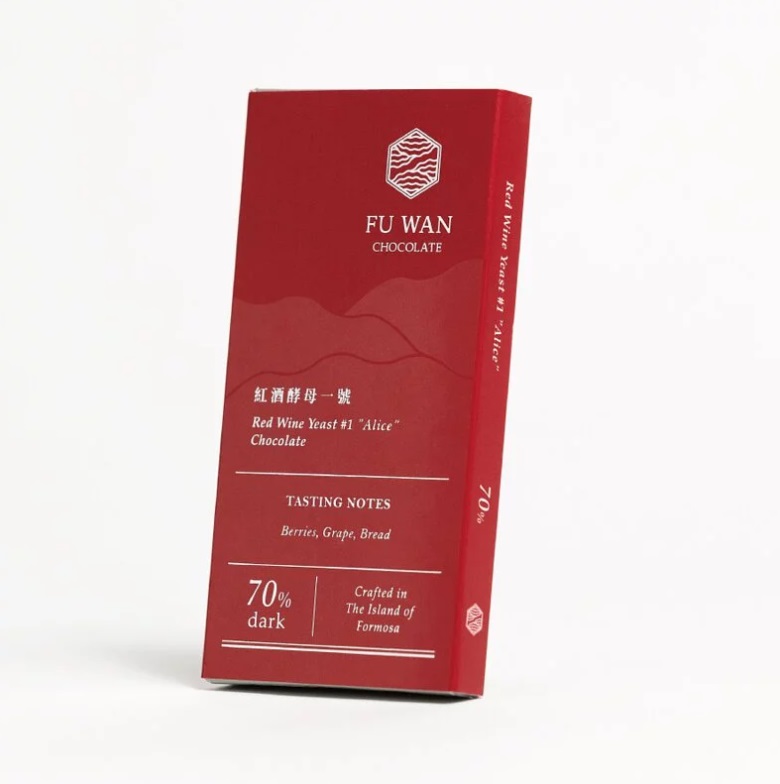 FU WAN
CHOCOLATE
紅酒酵母一號
Red Wine Yeast #1 "Alice"
Chocolate
TASTING NOTES
Berries, Grape, Bread
70%
dark
Crafted in
The Island of
Formosa
Red Wine Yeast #1 "Alice"
70%